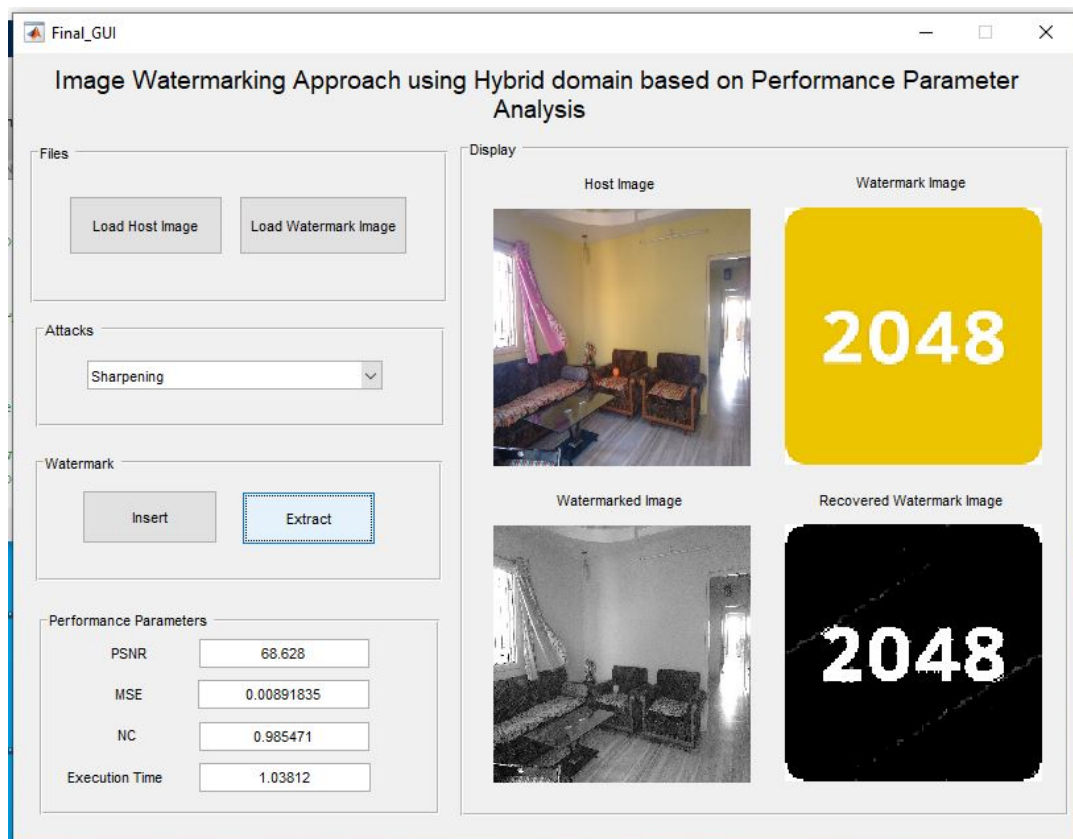 Final_GUI
Image Watermarking Approach using Hybrid domain based on Performance Parameter
Analysis
Files
Load Host Image
Load Watermark Image
Attacks
Sharpening
Watermark
Insert
Extract
Performance Parameters
PSNR 68.628
MSE 0.00891835
NC 0.985471
Execution Time 1.03812
Display
Host Image
Watermark Image
2048
Watermarked Image
Recovered Watermark Image
2048